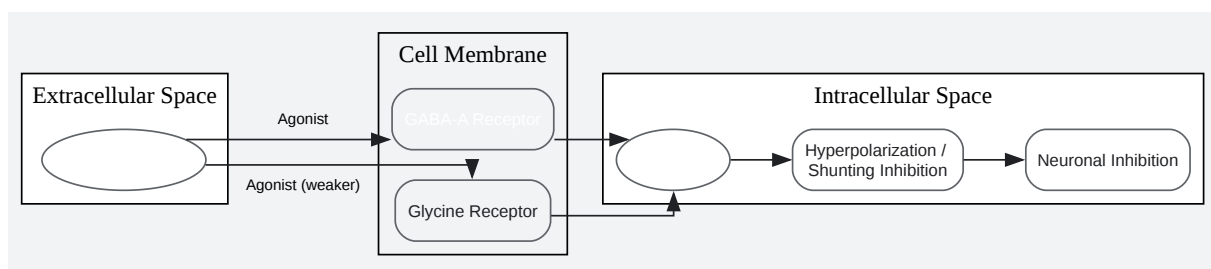 Cell Membrane
Extracellular Space
Intracellular Space
Agonist
GABA-A Receptor
Agonist (weaker)
Glycine Receptor
Hyperpolarization /
Shunting Inhibition
Neuronal Inhibition